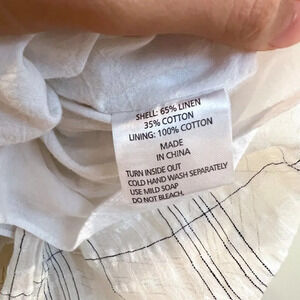 SHELL: 65% LINEN
35% COTTON
LINING: 100% COTTON
MADE
IN CHINA
TURN INSIDE OUT
COLD HAND WASH SEPARATELY
USE MILD SOAP
DO NOT BLEACH.